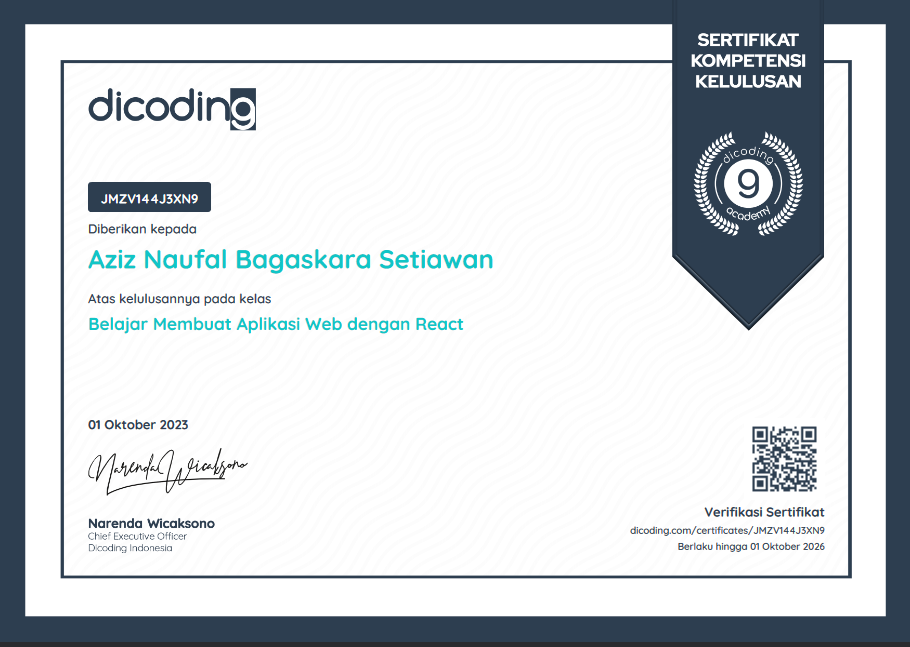 SERTIFIKAT
KOMPETENSI
KELULUSAN
dicoding
dicoding
9
academy
JMZV144J3XN9
Diberikan kepada
Aziz Naufal Bagaskara Setiawan
Atas kelulusannya pada kelas
Belajar Membuat Aplikasi Web dengan React
01 Oktober 2023
Narenda Wicaksono
Narenda Wicaksono
Chief Executive Officer
Dicoding Indonesia
Verifikasi Sertifikat
dicoding.com/certificates/JMZV144J3XN9
Berlaku hingga 01 Oktober 2026